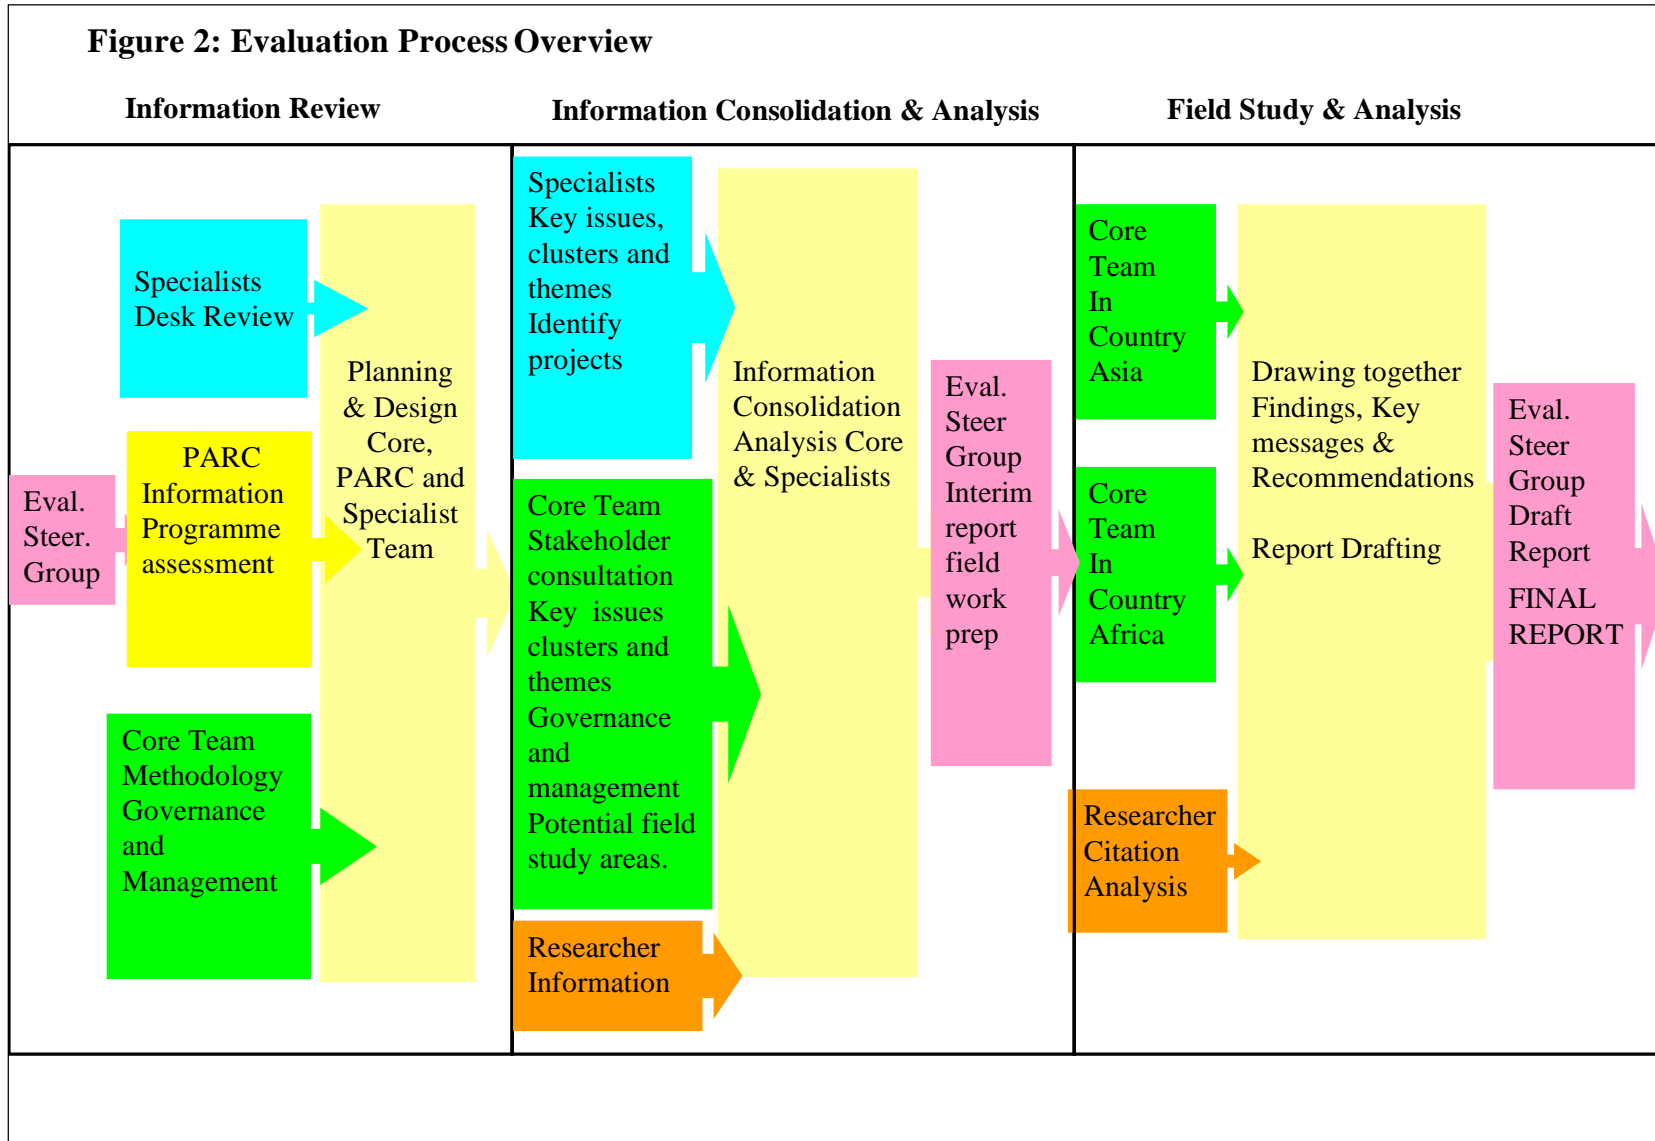 Figure 2: Evaluation Process Overview
Information Review
Information Consolidation & Analysis
Field Study & Analysis
Eval.
Steer.
Group
Specialists
Desk Review
PARC
Information
Programme
assessment
Core Team
Methodology
Governance
and
Management
Planning
& Design
Core,
PARC and
Specialist
Team
Specialists
Key issues,
clusters and
themes
Identify
projects
Core Team
Stakeholder
consultation
Key issues
clusters and
themes
Governance
and
management
Potential field
study areas.
Researcher
Information
Information
Consolidation
Analysis Core
& Specialists
Eval.
Steer
Group
Interim
report
field
work
prep
Core
Team
In
Country
Asia
Core
Team
In
Country
Africa
Researcher
Citation
Analysis
Drawing together
Findings, Key
messages &
Recommendations
Report Drafting
Eval.
Steer
Group
Draft
Report
FINAL
REPORT